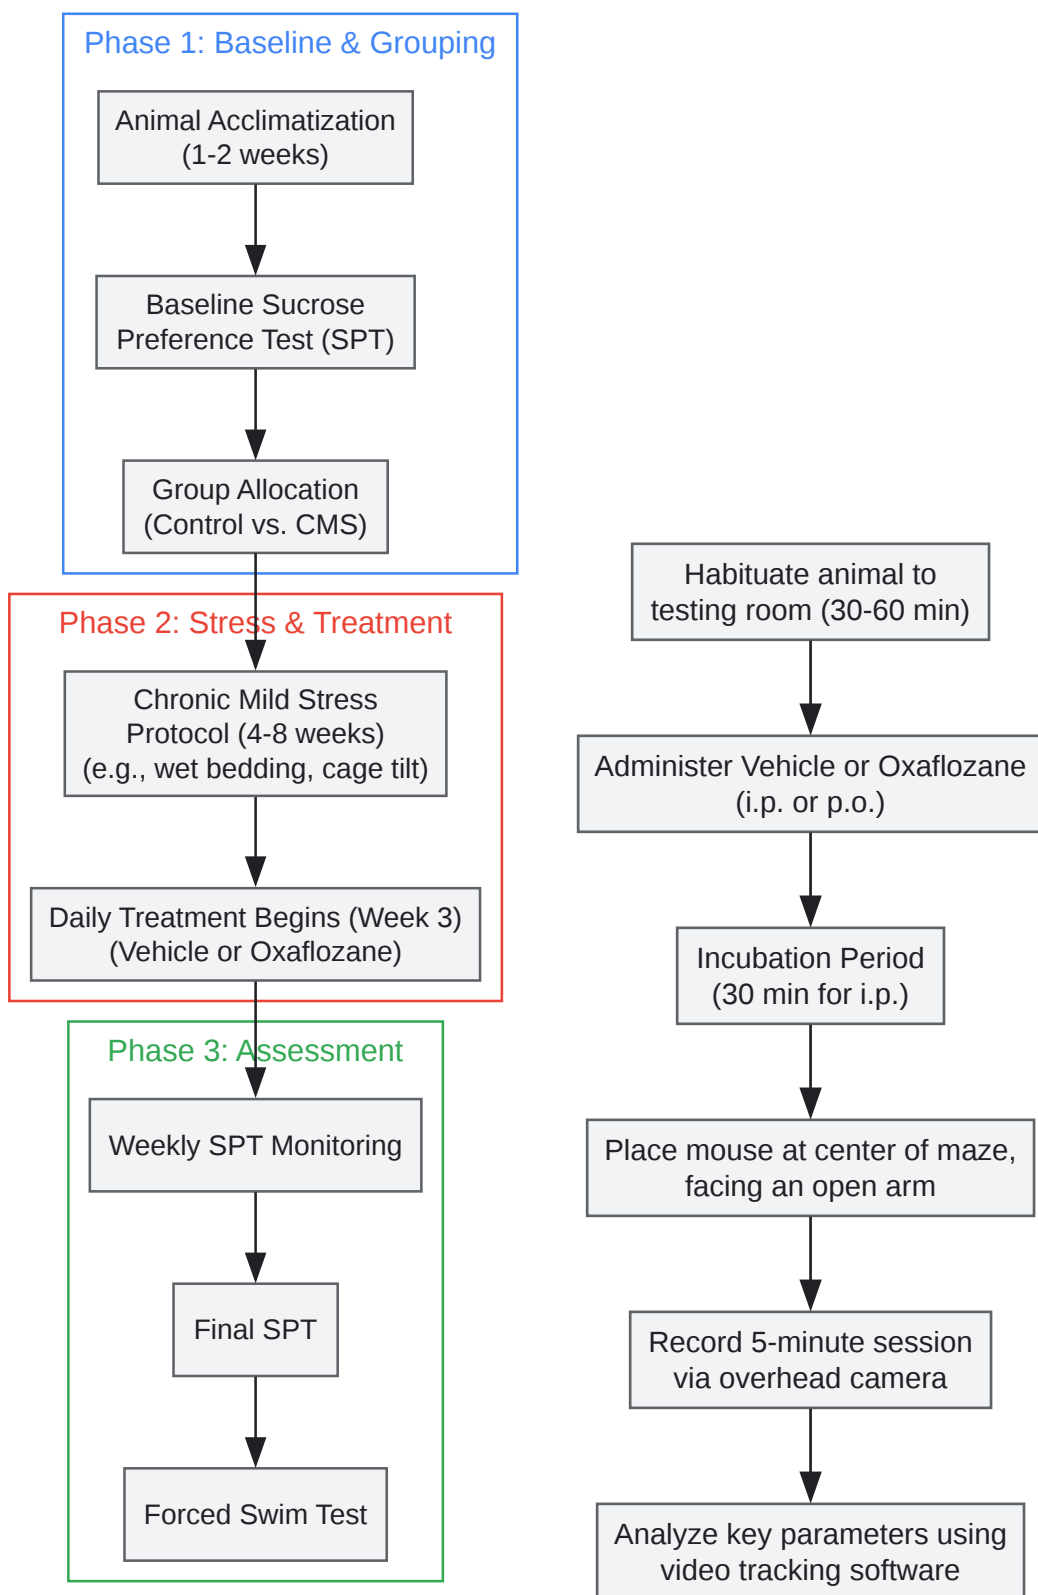 Phase 1: Baseline & Grouping
Animal Acclimatization
(1-2 weeks)
Baseline Sucrose
Preference Test (SPT)
Group Allocation
(Control vs. CMS)
Phase 2: Stress & Treatment
Chronic Mild Stress
Protocol (4-8 weeks)
(e.g., wet bedding, cage tilt)
Daily Treatment Begins (Week 3)
(Vehicle or Oxaflozane)
Phase 3: Assessment
Weekly SPT Monitoring
Final SPT
Forced Swim Test
Habituate animal to
testing room (30-60 min)
Administer Vehicle or Oxaflozane
(i.p. or p.o.)
Incubation Period
(30 min for i.p.)
Place mouse at center of maze,
facing an open arm
Record 5-minute session
via overhead camera
Analyze key parameters using
video tracking software